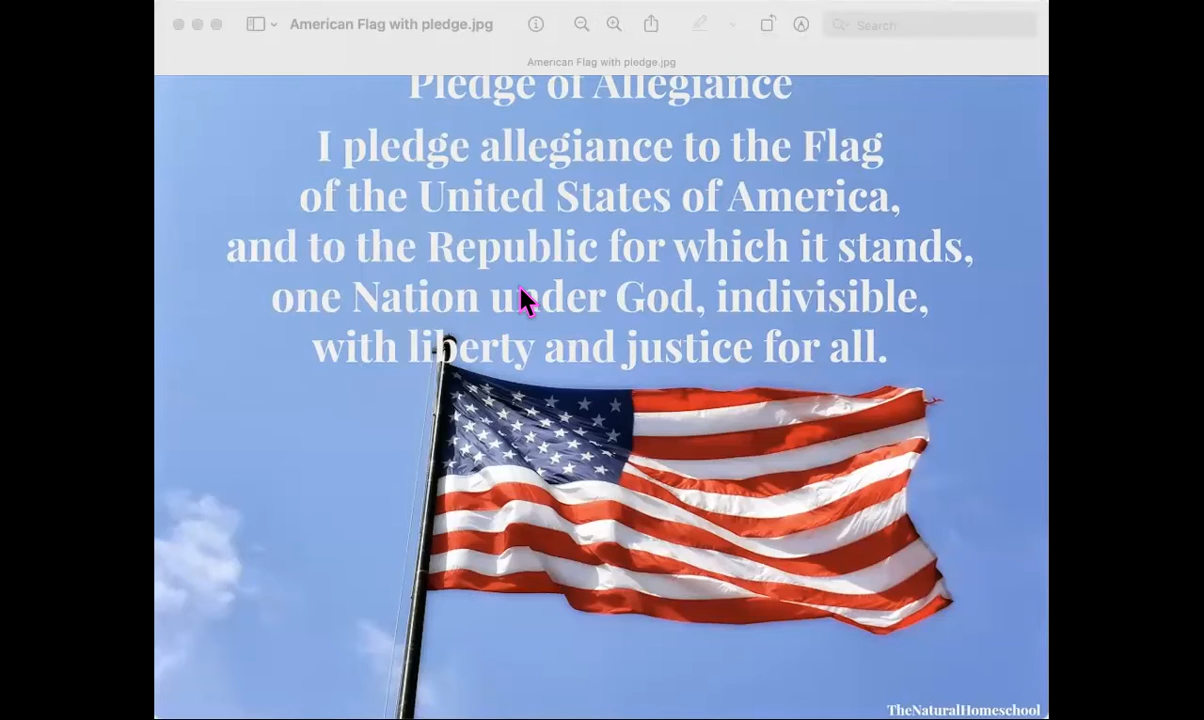 American Flag with pledge.jpg
Search
American Flag with pledge.jpg
Pledge of Allegiance
I pledge allegiance to the Flag
of the United States of America,
and to the Republic for which it stands,
one Nation under God, indivisible,
with liberty and justice for all.
TheNaturalHomeschool